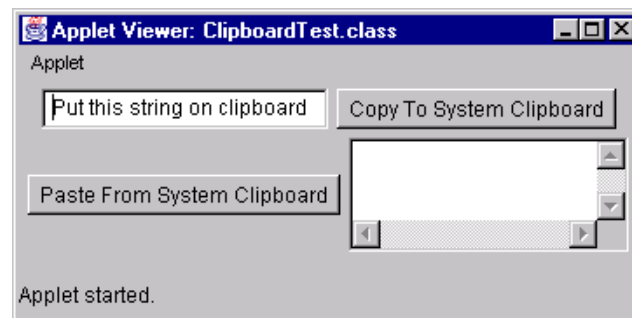 Applet Viewer: ClipboardTest.class
Applet
Put this string on clipboard
Copy To System Clipboard
Paste From System Clipboard
Applet started.